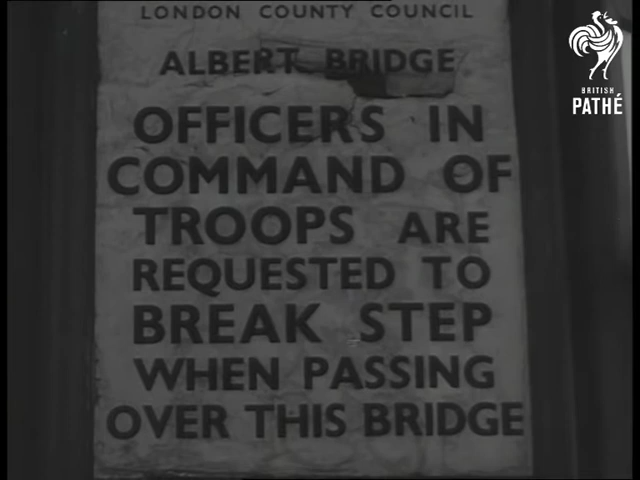 LONDON COUNTY COUNCIL
ALBERT BRIDGE
OFFICERS IN
COMMAND OF
TROOPS ARE
REQUESTED TO
BREAK STEP
WHEN PASSING
OVER THIS BRIDGE
BRITISH
PATHÉ